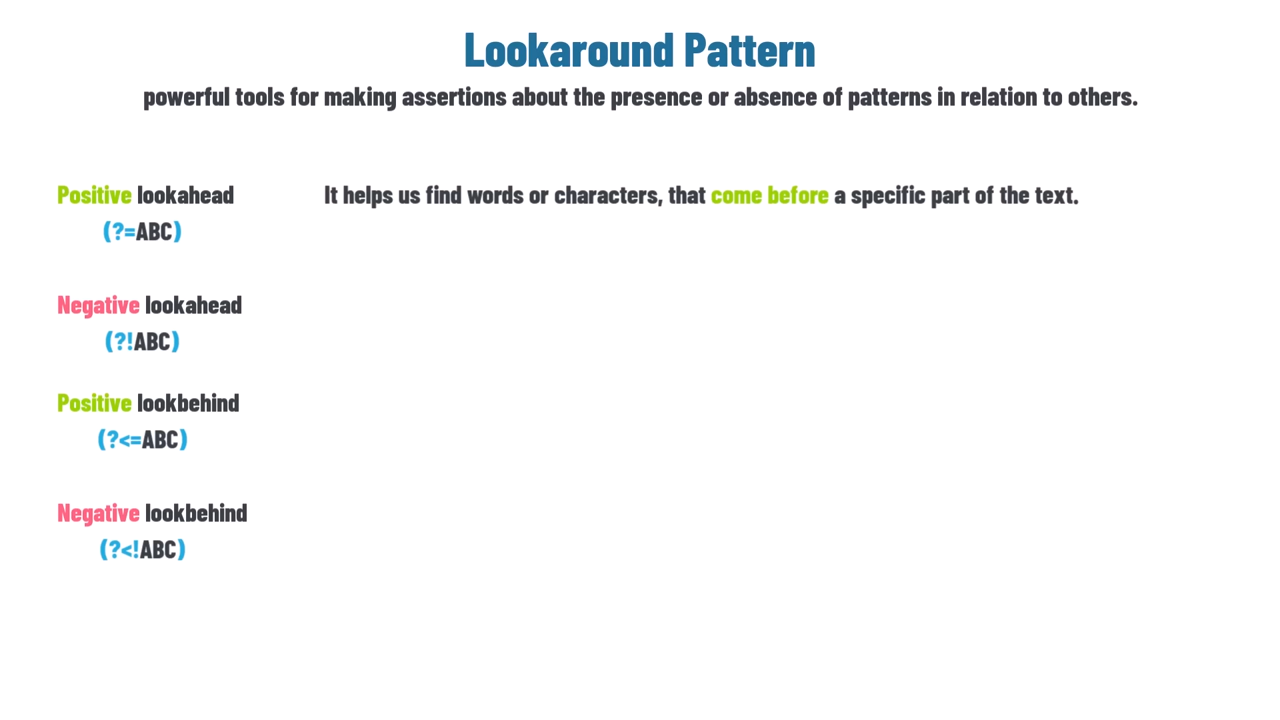 Lookaround Pattern
powerful tools for making assertions about the presence or absence of patterns in relation to others.
Positive lookahead
It helps us find words or characters, that come before a specific part of the text.
(?=ABC)
Negative lookahead
(?!ABC)
Positive lookbehind
(?<=ABC)
Negative lookbehind
(?<!ABC)